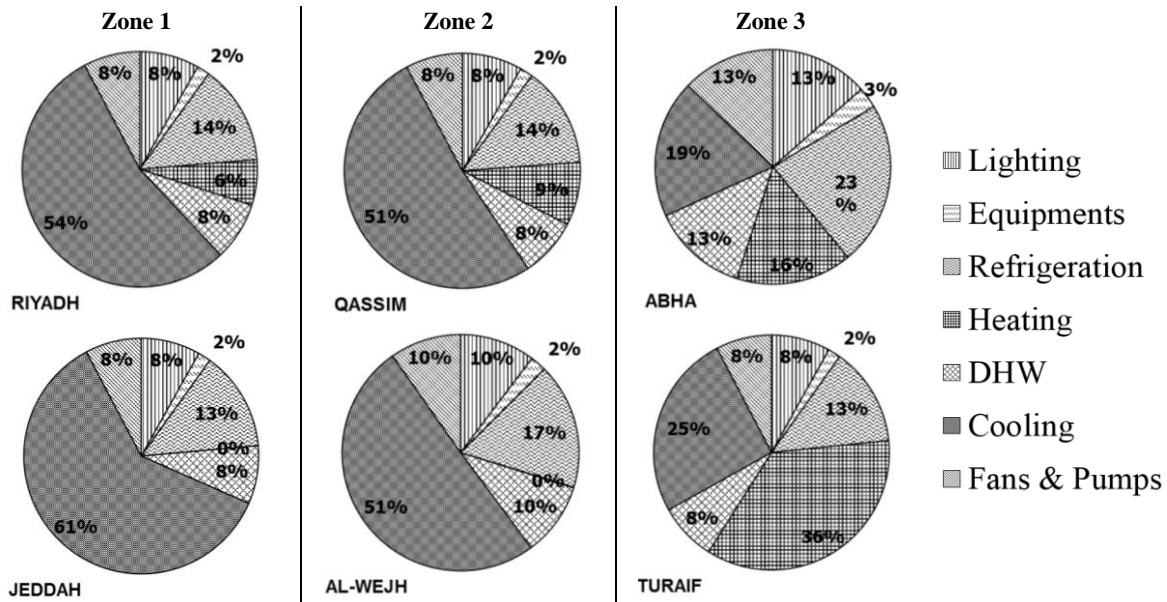 Zone 1
Zone 2
Zone 3
8%
8%
2%
14%
6%
8%
54%
RIYADH
8%
8%
2%
14%
9%
8%
51%
QASSIM
13%
13%
3%
23
%
16%
13%
19%
ABHA
8%
8%
2%
13%
0%
8%
61%
JEDDAH
10%
10%
2%
17%
0%
10%
51%
AL-WEJH
8%
8%
2%
13%
36%
8%
25%
TURAIF
Lighting
Equipments
Refrigeration
Heating
DHW
Cooling
Fans & Pumps